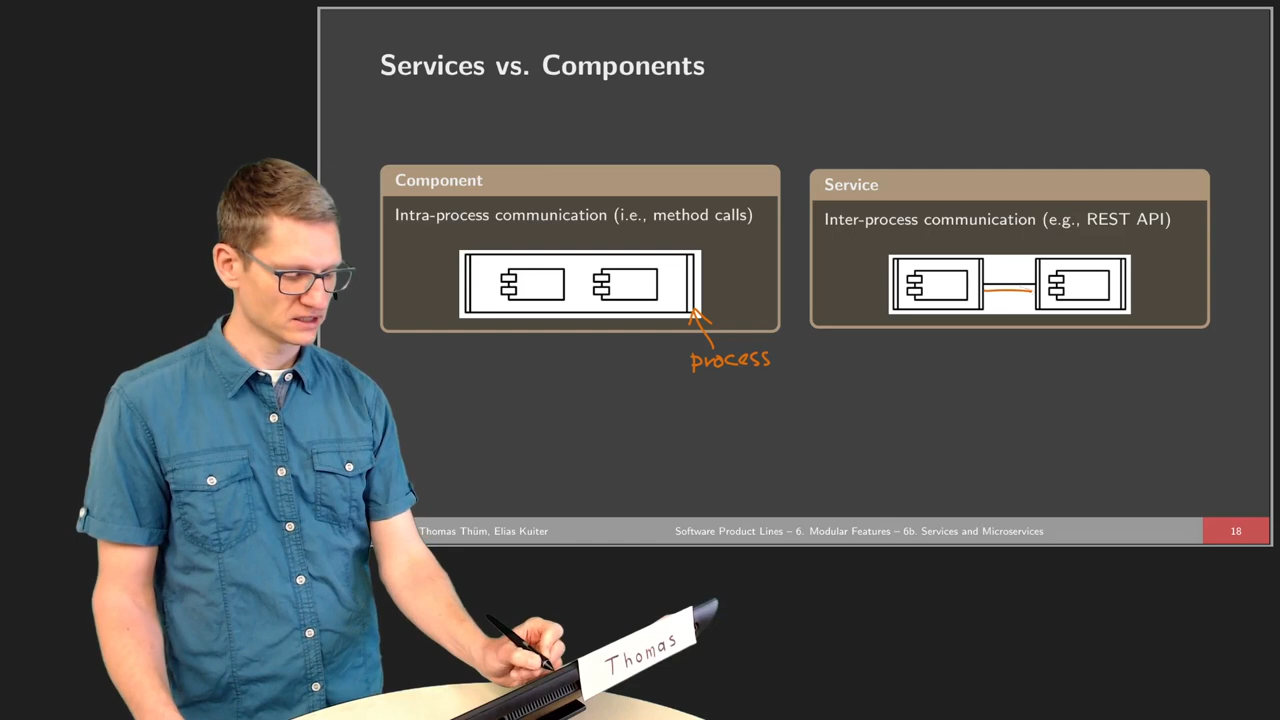 Services vs. Components
Component
Intra-process communication (i.e., method calls)
process
Service
Inter-process communication (e.g., REST API)
Thomas Thüm, Elias Kuiter
Software Product Lines – 6. Modular Features – 6b. Services and Microservices
18
Thomas